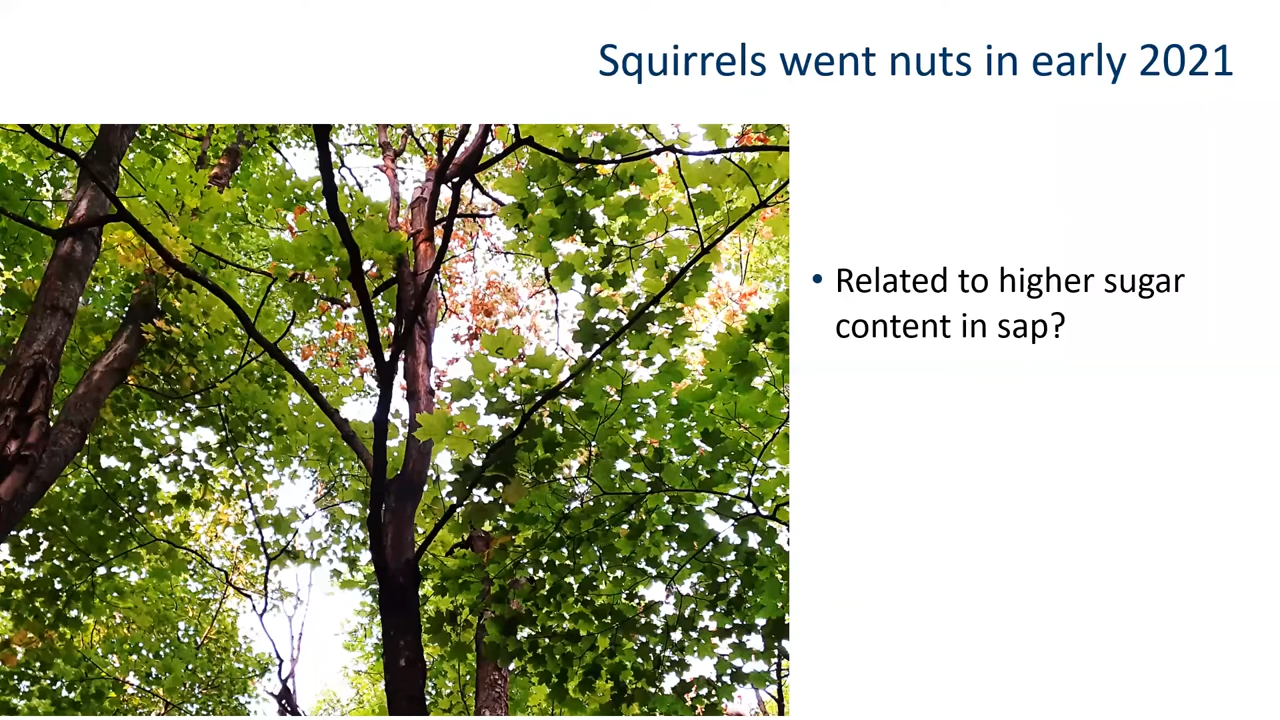 Squirrels went nuts in early 2021
• Related to higher sugar
content in sap?